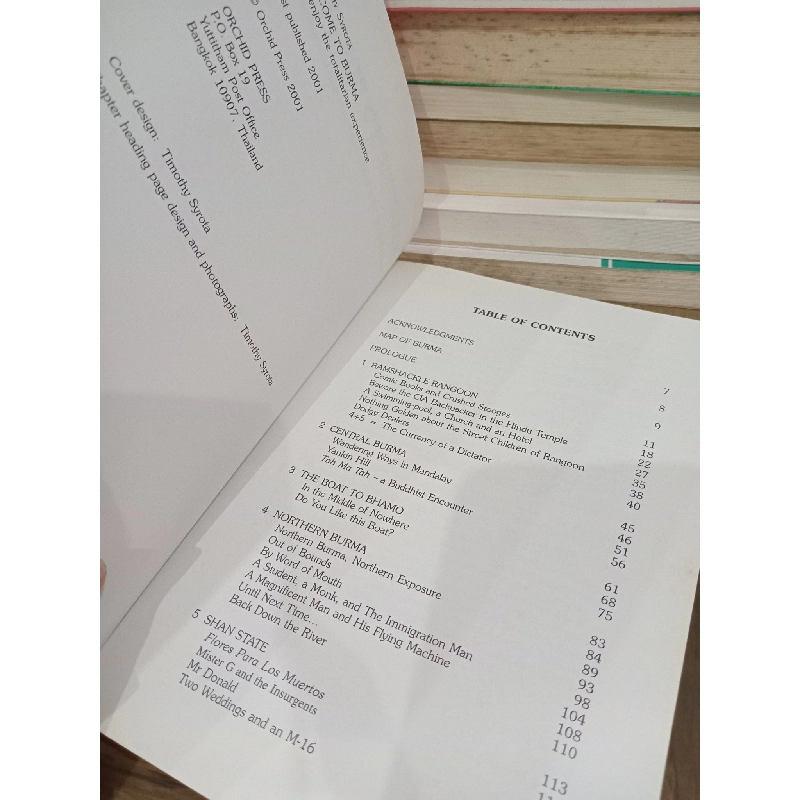 Syrota
COME TO BURMA
enjoy the totalitarian experience
published 2001
© Orchid Press 2001
ORCHID PRESS
P.O. Box 19
Yuttitham Post Office
Bangkok 10907, Thailand
Cover design: Timothy Syrota
heading page design and photographs: Timothy Syrota
TABLE OF CONTENTS
ACKNOWLEDGMENTS 7
MAP OF BURMA 8
PROLOGUE 9
1 RAMSHACKLE RANGOON 11
Comic Books and Crushed Stooges 18
Beware the CIA Backpacker in the Hindu Temple 22
A Swimming-pool, a Church and an Hotel 27
Nothing Golden about the Street Children of Rangoon 35
Dodgy Dealers 38
4+5 = The Currency of a Dictator 40
2 CENTRAL BURMA 45
Wandering Ways in Mandalay 46
Yankin Hill 51
Tah Ma Tah – a Buddhist Encounter 56
3 THE BOAT TO BHAMO 61
In the Middle of Nowhere 68
Do You Like this Boat? 75
4 NORTHERN BURMA 83
Northern Burma, Northern Exposure 84
Out of Bounds 89
By Word of Mouth 93
A Student, a Monk, and The Immigration Man 98
A Magnificent Man and His Flying Machine 104
Until Next Time... 108
Back Down the River 110
5 SHAN STATE 113
Flores Para Los Muertos
Mister G and the Insurgents
Mr Donald
Two Weddings and an M-16